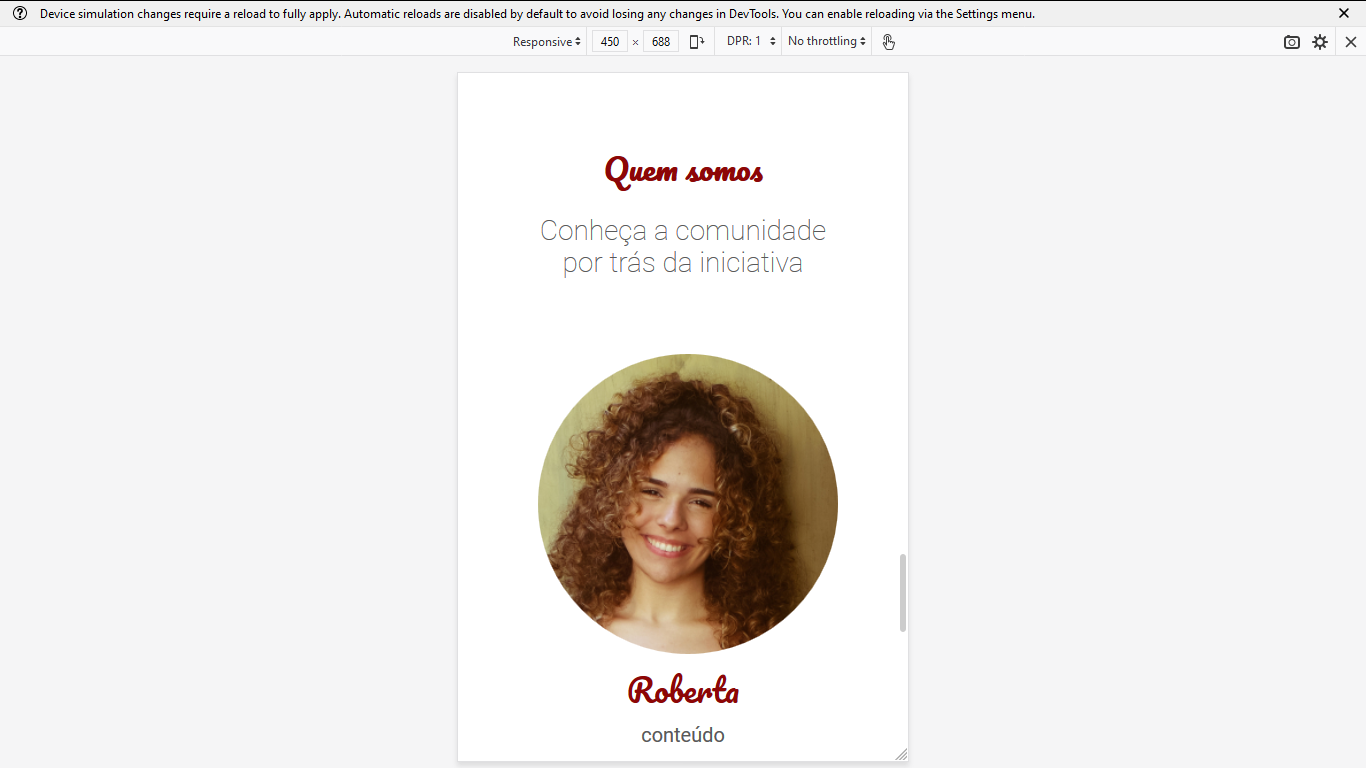 Device simulation changes require a reload to fully apply. Automatic reloads are disabled by default to avoid losing any changes in DevTools. You can enable reloading via the Settings menu.
Responsive 450 × 688 DPR: 1 No throttling
Quem somos
Conheça a comunidade
por trás da iniciativa
Roberta
conteúdo